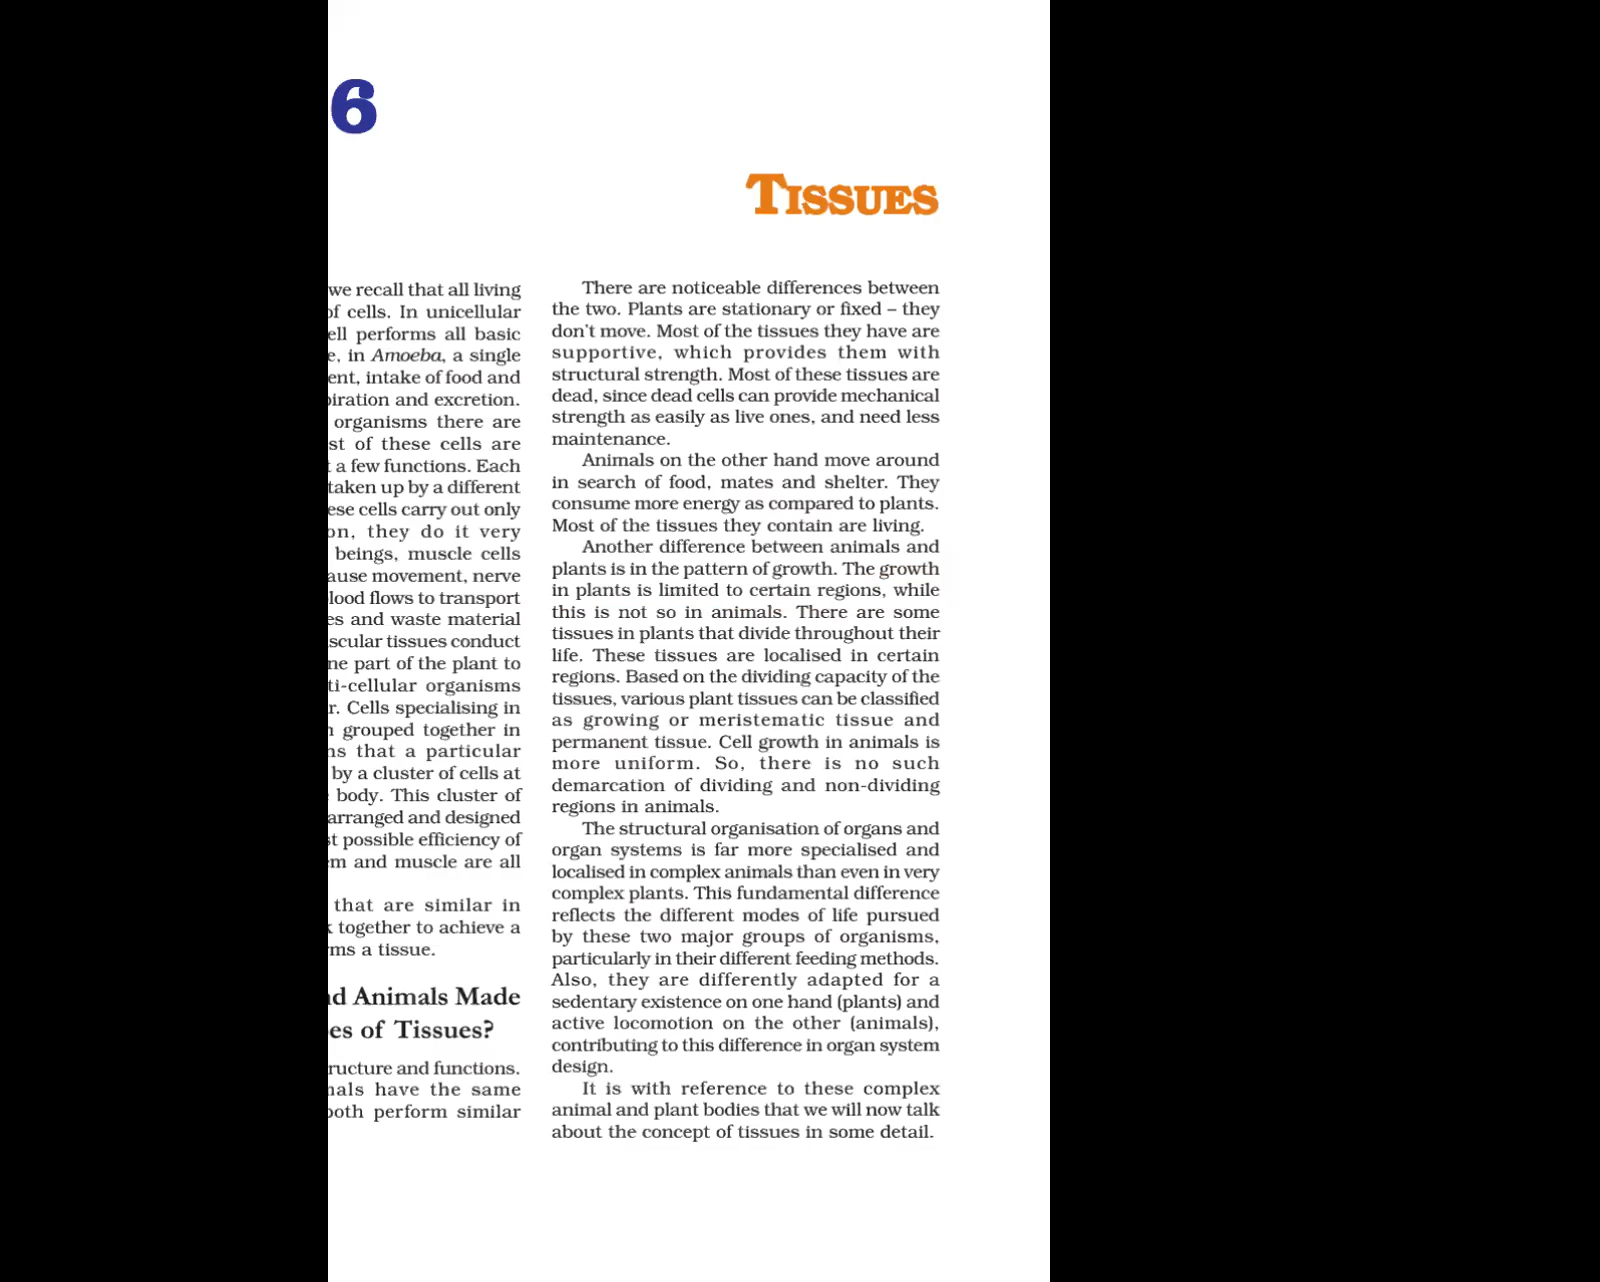 6
TISSUES
we recall that all living
of cells. In unicellular
performs all basic
in Amoeba, a single
intake of food and
and excretion.
organisms there are
of these cells are
a few functions. Each
taken up by a different
cells carry out only
they do it very
beings, muscle cells
movement, nerve
flows to transport
and waste material
tissues conduct
part of the plant to
organisms
Cells specialising in
grouped together in
that a particular
by a cluster of cells at
body. This cluster of
arranged and designed
possible efficiency of
and muscle are all
that are similar in
together to achieve a
a tissue.
Animals Made
of Tissues?
and functions.
have the same
perform similar
There are noticeable differences between
the two. Plants are stationary or fixed – they
don't move. Most of the tissues they have are
supportive, which provides them with
structural strength. Most of these tissues are
dead, since dead cells can provide mechanical
strength as easily as live ones, and need less
maintenance.
Animals on the other hand move around
in search of food, mates and shelter. They
consume more energy as compared to plants.
Most of the tissues they contain are living.
Another difference between animals and
plants is in the pattern of growth. The growth
in plants is limited to certain regions, while
this is not so in animals. There are some
tissues in plants that divide throughout their
life. These tissues are localised in certain
regions. Based on the dividing capacity of the
tissues, various plant tissues can be classified
as growing or meristematic tissue and
permanent tissue. Cell growth in animals is
more uniform. So, there is no such
demarcation of dividing and non-dividing
regions in animals.
The structural organisation of organs and
organ systems is far more specialised and
localised in complex animals than even in very
complex plants. This fundamental difference
reflects the different modes of life pursued
by these two major groups of organisms,
particularly in their different feeding methods.
Also, they are differently adapted for a
sedentary existence on one hand (plants) and
active locomotion on the other (animals),
contributing to this difference in organ system
design.
It is with reference to these complex
animal and plant bodies that we will now talk
about the concept of tissues in some detail.